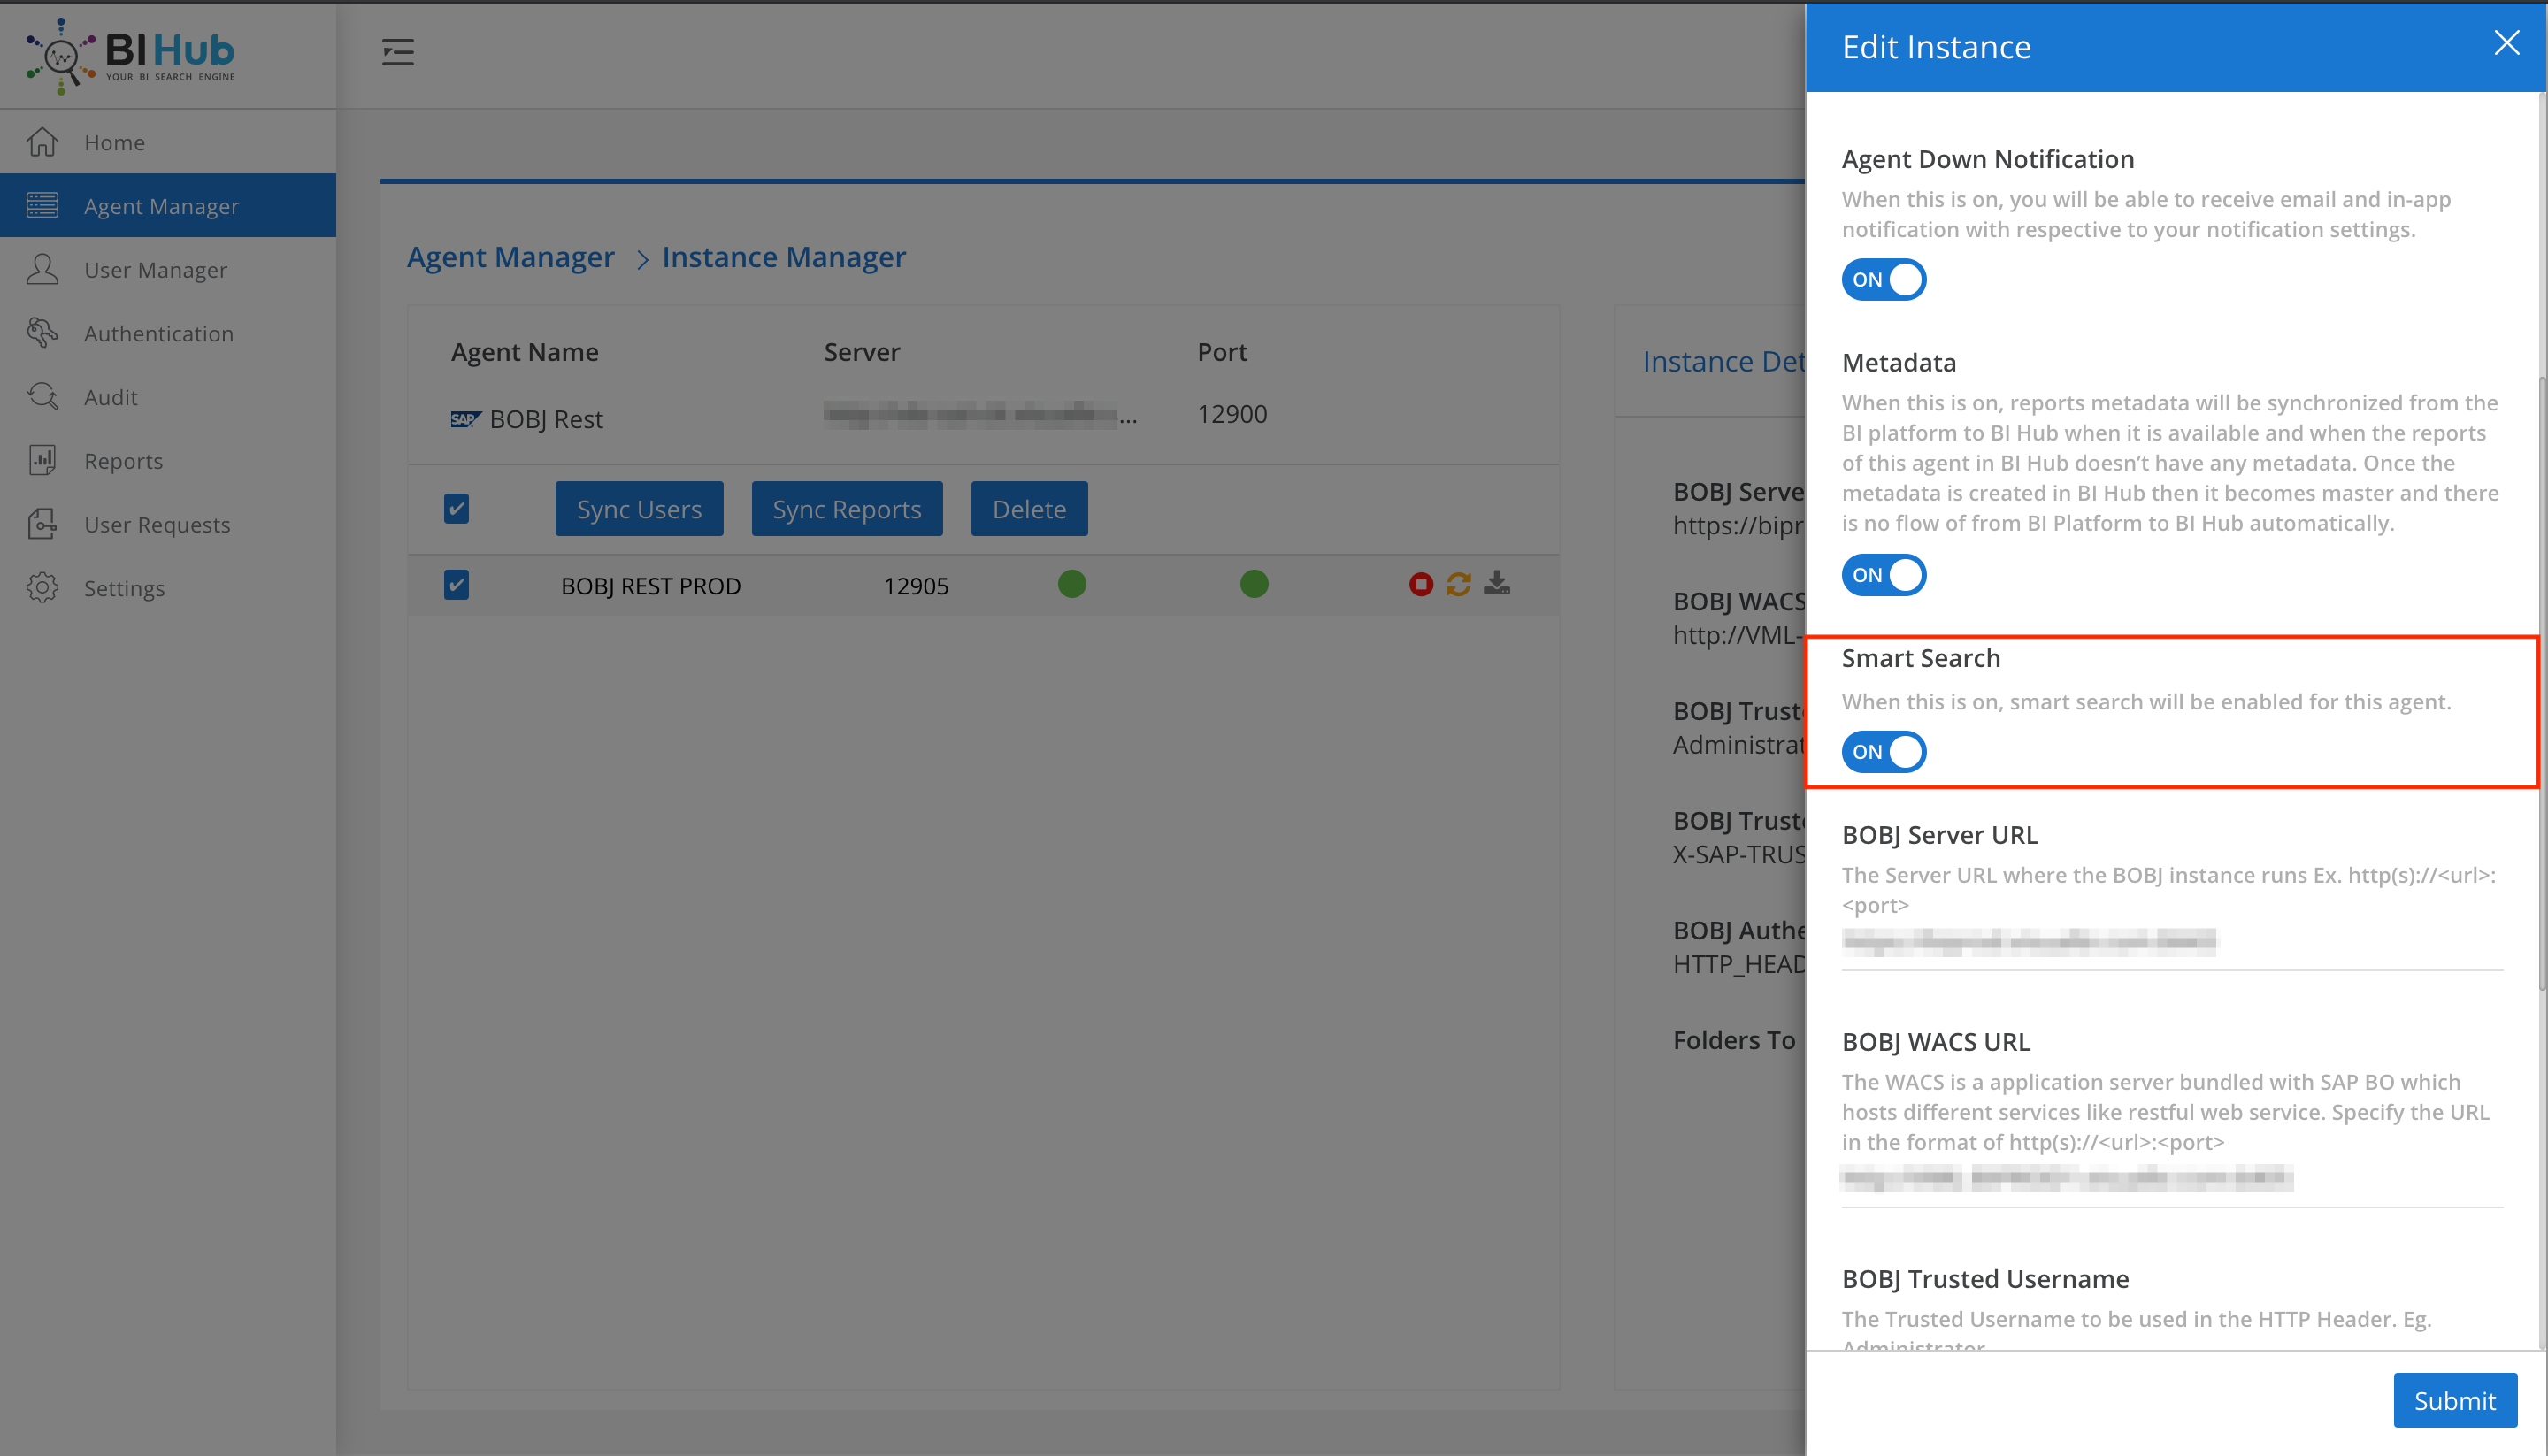 BI Hub
YOUR BI SEARCH ENGINE
Home
Agent Manager
User Manager
Authentication
Audit
Reports
User Requests
Settings
Agent Manager > Instance Manager
Agent Name Server Port
SAP BOBJ Rest ... 12900
Sync Users Sync Reports Delete
BOBJ REST PROD 12905
Instance Det
BOBJ Serve
https://bipr
BOBJ WACS
http://VML-
BOBJ Trust
Administrat
BOBJ Trust
X-SAP-TRUS
BOBJ Authe
HTTP_HEAD
Folders To
Edit Instance
Agent Down Notification
When this is on, you will be able to receive email and in-app
notification with respective to your notification settings.
ON
Metadata
When this is on, reports metadata will be synchronized from the
BI platform to BI Hub when it is available and when the reports
of this agent in BI Hub doesn’t have any metadata. Once the
metadata is created in BI Hub then it becomes master and there
is no flow of from BI Platform to BI Hub automatically.
ON
Smart Search
When this is on, smart search will be enabled for this agent.
ON
BOBJ Server URL
The Server URL where the BOBJ instance runs Ex. http(s)://<url>:
<port>
BOBJ WACS URL
The WACS is a application server bundled with SAP BO which
hosts different services like restful web service. Specify the URL
in the format of http(s)://<url>:<port>
BOBJ Trusted Username
The Trusted Username to be used in the HTTP Header. Eg.
Administrator
Submit